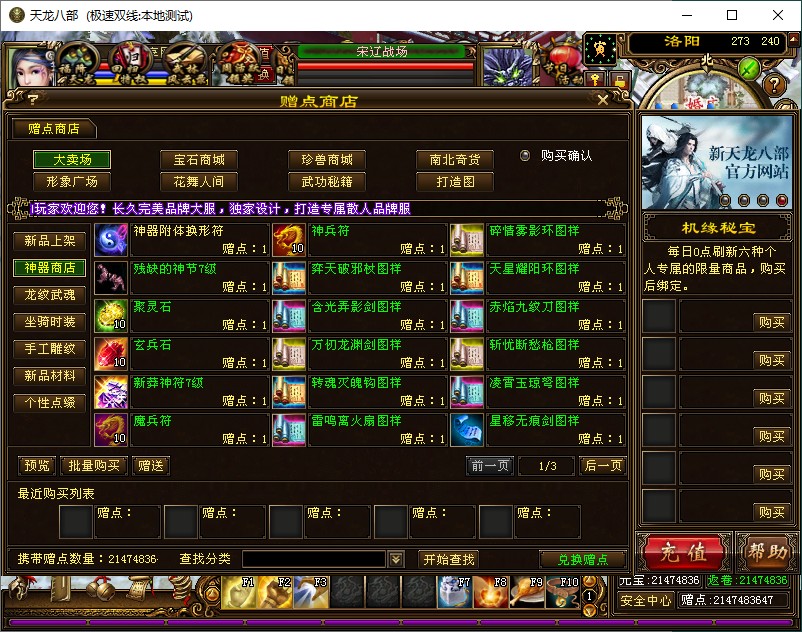 天龙八部 (极速双线:本地测试)
宋辽战场
洛阳
273 240
北
?
赠点商店
赠点商店
大卖场
宝石商城
珍兽商城
南北奇货
购买确认
形象广场
花舞人间
武功秘籍
打造图
玩家欢迎您！长久完美品牌大服，独家设计，打造专属散人品牌服
新天龙八部
官方网站
机缘秘宝
每日0点刷新六种个
人专属的限量商品，购买
后绑定。
新品上架
神器商店
龙纹武魂
坐骑时装
手工雕纹
新品材料
个性点缀
神器附体换形符
赠点：1
神兵符
10
赠点：1
碎情雾影环图样
赠点：1
残缺的神节7级
赠点：1
弈天破邪杖图样
赠点：1
天星耀阳环图样
赠点：1
聚灵石
10
赠点：1
含光弄影剑图样
赠点：1
赤焰九纹刀图样
赠点：1
玄兵石
10
赠点：1
万仞龙渊剑图样
赠点：1
斩忧断愁枪图样
赠点：1
新莽神符7级
赠点：1
转魂灭魄钩图样
赠点：1
凌霄玉琼弩图样
赠点：1
魔兵符
10
赠点：1
雷鸣离火扇图样
赠点：1
星移无痕剑图样
赠点：1
购买
购买
购买
购买
购买
购买
预览
批量购买
赠送
前一页
1/3
后一页
最近购买列表
赠点：
赠点：
赠点：
赠点：
赠点：
携带赠点数量：21474836
查找分类
开始查找
兑换赠点
充值
帮助
F1
F2
F3
F7
F8
F9
F10
1
元宝:21474836
返卷:21474836
安全中心
赠点:2147483647